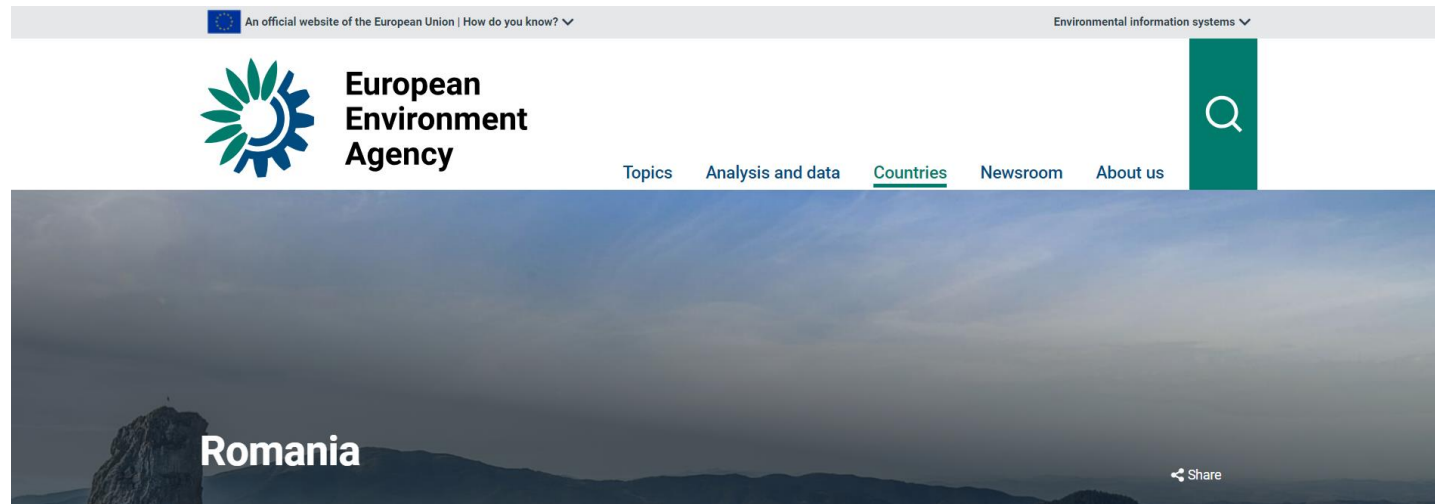 An official website of the European Union | How do you know?
Environmental information systems
European
Environment
Agency
Topics
Analysis and data
Countries
Newsroom
About us
Romania
Share